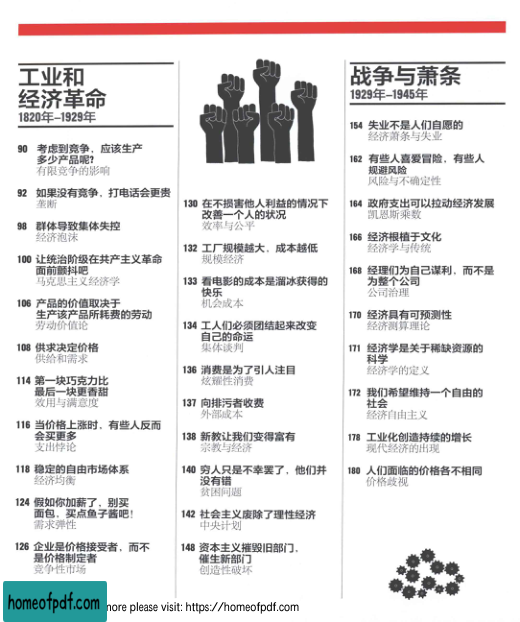 工业和
经济革命
1820年–1929年
90 考虑到竞争，应该生产
多少产品呢？
有限竞争的影响
92 如果没有竞争，打电话会更贵
垄断
98 群体导致集体失控
经济泡沫
100 让统治阶级在共产主义革命
面前颤抖吧
马克思主义经济学
106 产品的价值取决于
生产该产品所耗费的劳动
劳动价值论
108 供求决定价格
供给和需求
114 第一块巧克力比
最后一块更香甜
效用与满意度
116 当价格上涨时，有些人反而
会买更多
支出悖论
118 稳定的自由市场体系
经济均衡
124 假如你加薪了，别买
面包，买点鱼子酱吧！
需求弹性
126 企业是价格接受者，而不
是价格制定者
竞争性市场
130 在不损害他人利益的情况下
改善一个人的状况
效率与公平
132 工厂规模越大，成本越低
规模经济
133 看电影的成本是溜冰获得的
快乐
机会成本
134 工人们必须团结起来改变
自己的命运
集体谈判
136 消费是为了引人注目
炫耀性消费
137 向排污者收费
外部成本
138 新教让我们变得富有
宗教与经济
140 穷人只是不幸罢了，他们并
没有错
贫困问题
142 社会主义废除了理性经济
中央计划
148 资本主义摧毁旧部门，
催生新部门
创造性破坏
战争与萧条
1929年–1945年
154 失业不是人们自愿的
经济萧条与失业
162 有些人喜爱冒险，有些人
规避风险
风险与不确定性
164 政府支出可以拉动经济发展
凯恩斯乘数
166 经济根植于文化
经济学与传统
168 经理们为自己谋利，而不是
为整个公司
公司治理
170 经济具有可预测性
经济测算理论
171 经济学是关于稀缺资源的
科学
经济学的定义
172 我们希望维持一个自由的
社会
经济自由主义
178 工业化创造持续的增长
现代经济的出现
180 人们面临的价格各不相同
价格歧视
homeofpdf.com more please visit: https://homeofpdf.com